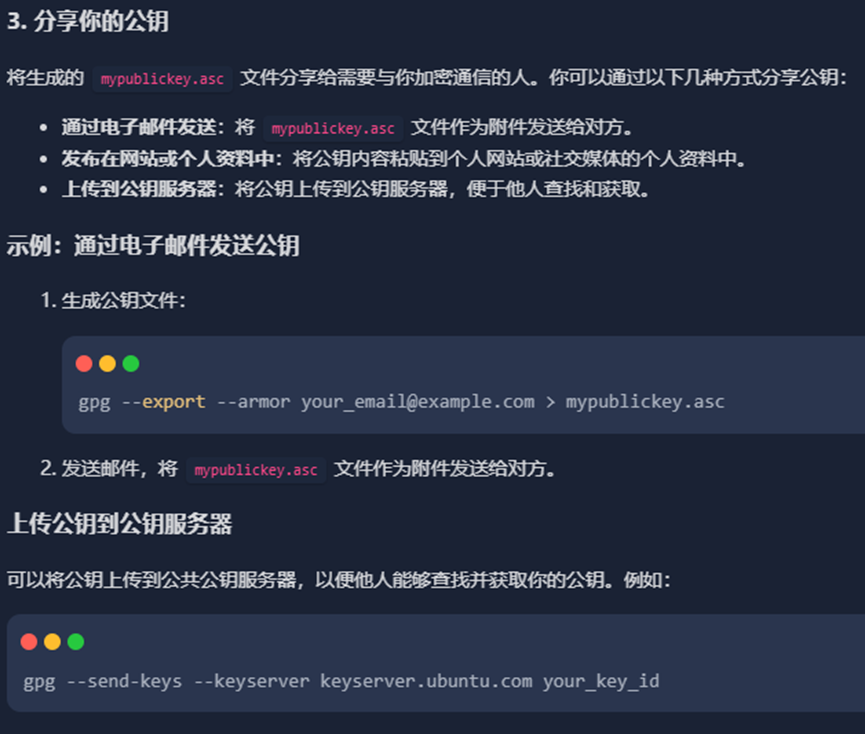 3. 分享你的公钥
将生成的 mypublickey.asc 文件分享给需要与你加密通信的人。你可以通过以下几种方式分享公钥：
• 通过电子邮件发送：将 mypublickey.asc 文件作为附件发送给对方。
• 发布在网站或个人资料中：将公钥内容粘贴到个人网站或社交媒体的个人资料中。
• 上传到公钥服务器：将公钥上传到公钥服务器，便于他人查找和获取。
示例：通过电子邮件发送公钥
1. 生成公钥文件：
gpg --export --armor your_email@example.com > mypublickey.asc
2. 发送邮件，将 mypublickey.asc 文件作为附件发送给对方。
上传公钥到公钥服务器
可以将公钥上传到公共公钥服务器，以便他人能够查找并获取你的公钥。例如：
gpg --send-keys --keyserver keyserver.ubuntu.com your_key_id